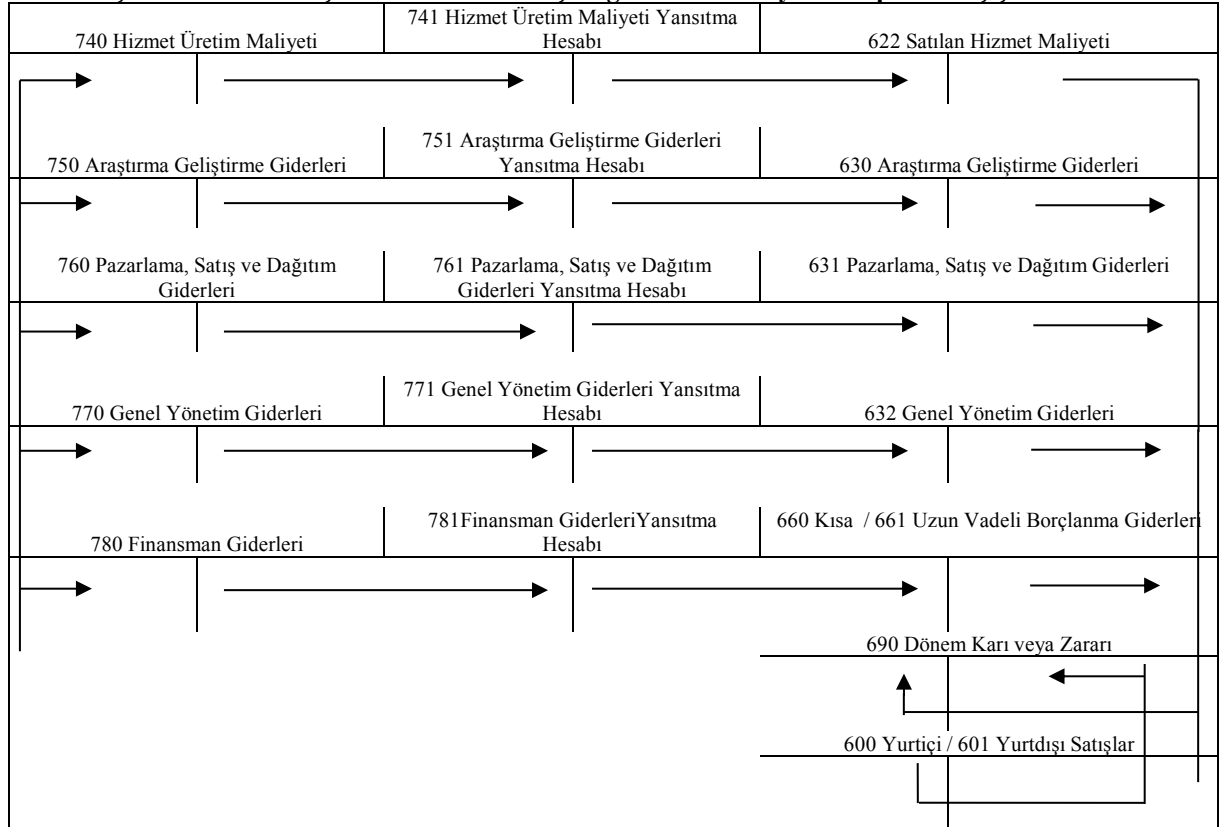 740 Hizmet Üretim Maliyeti
741 Hizmet Üretim Maliyeti Yansıtma
Hesabı
622 Satılan Hizmet Maliyeti
750 Araştırma Geliştirme Giderleri
751 Araştırma Geliştirme Giderleri
Yansıtma Hesabı
630 Araştırma Geliştirme Giderleri
760 Pazarlama, Satış ve Dağıtım
Giderleri
761 Pazarlama, Satış ve Dağıtım
Giderleri Yansıtma Hesabı
631 Pazarlama, Satış ve Dağıtım Giderleri
770 Genel Yönetim Giderleri
771 Genel Yönetim Giderleri Yansıtma
Hesabı
632 Genel Yönetim Giderleri
780 Finansman Giderleri
781Finansman GiderleriYansıtma
Hesabı
660 Kısa / 661 Uzun Vadeli Borçlanma Giderleri
690 Dönem Karı veya Zararı
600 Yurtiçi / 601 Yurtdışı Satışlar